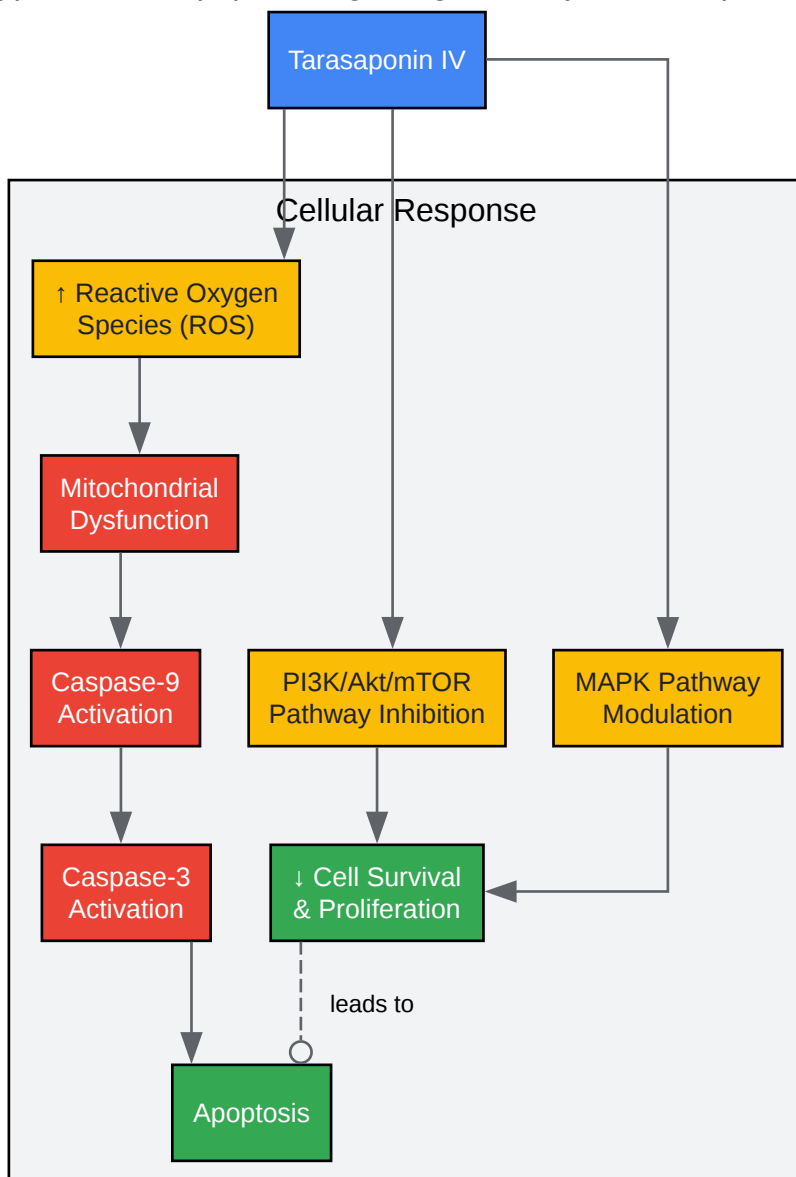 Tarasaponin IV
Cellular Response
↑ Reactive Oxygen
Species (ROS)
Mitochondrial
Dysfunction
Caspase-9
Activation
PI3K/Akt/mTOR
Pathway Inhibition
MAPK Pathway
Modulation
Caspase-3
Activation
↓ Cell Survival
& Proliferation
leads to
Apoptosis